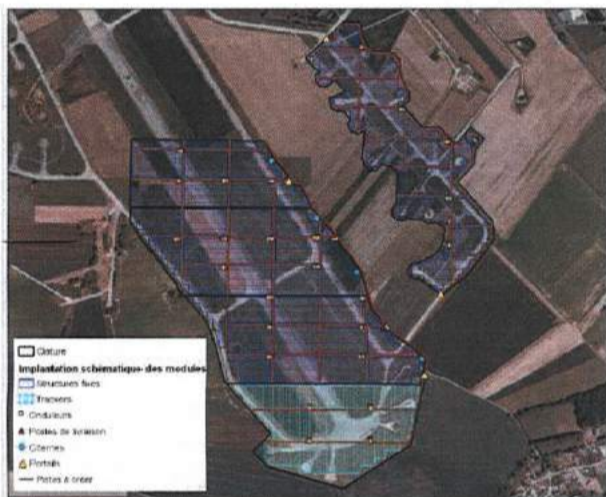 Clôture
Implantation schématique des modules
Structures fixes
Trackers
Onduleurs
Postes de livraison
Citernes
Portails
Pistes à créer